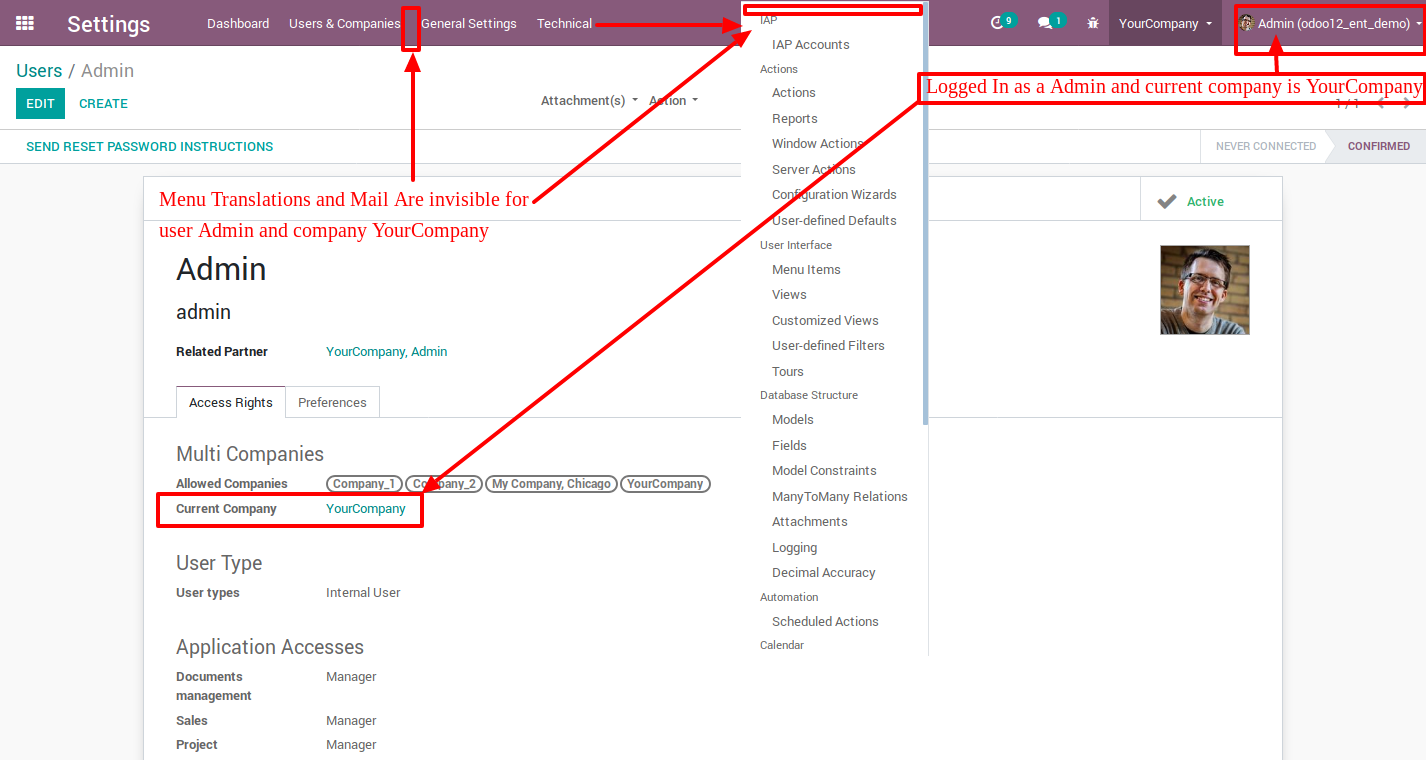 Settings
Dashboard
Users & Companies
General Settings
Technical
9
1
YourCompany
Admin (odoo12_ent_demo)
Users / Admin
EDIT
CREATE
Attachment(s)
Action
1 / 1
Logged In as a Admin and current company is YourCompany
SEND RESET PASSWORD INSTRUCTIONS
NEVER CONNECTED
CONFIRMED
Menu Translations and Mail Are invisible for
user Admin and company YourCompany
Active
Admin
admin
Related Partner
YourCompany, Admin
Access Rights
Preferences
Multi Companies
Allowed Companies
Company_1
Company_2
My Company, Chicago
YourCompany
Current Company
YourCompany
User Type
User types
Internal User
Application Accesses
Documents
management
Manager
Sales
Manager
Project
Manager
IAP
IAP Accounts
Actions
Actions
Reports
Window Actions
Server Actions
Configuration Wizards
User-defined Defaults
User Interface
Menu Items
Views
Customized Views
User-defined Filters
Tours
Database Structure
Models
Fields
Model Constraints
ManyToMany Relations
Attachments
Logging
Decimal Accuracy
Automation
Scheduled Actions
Calendar